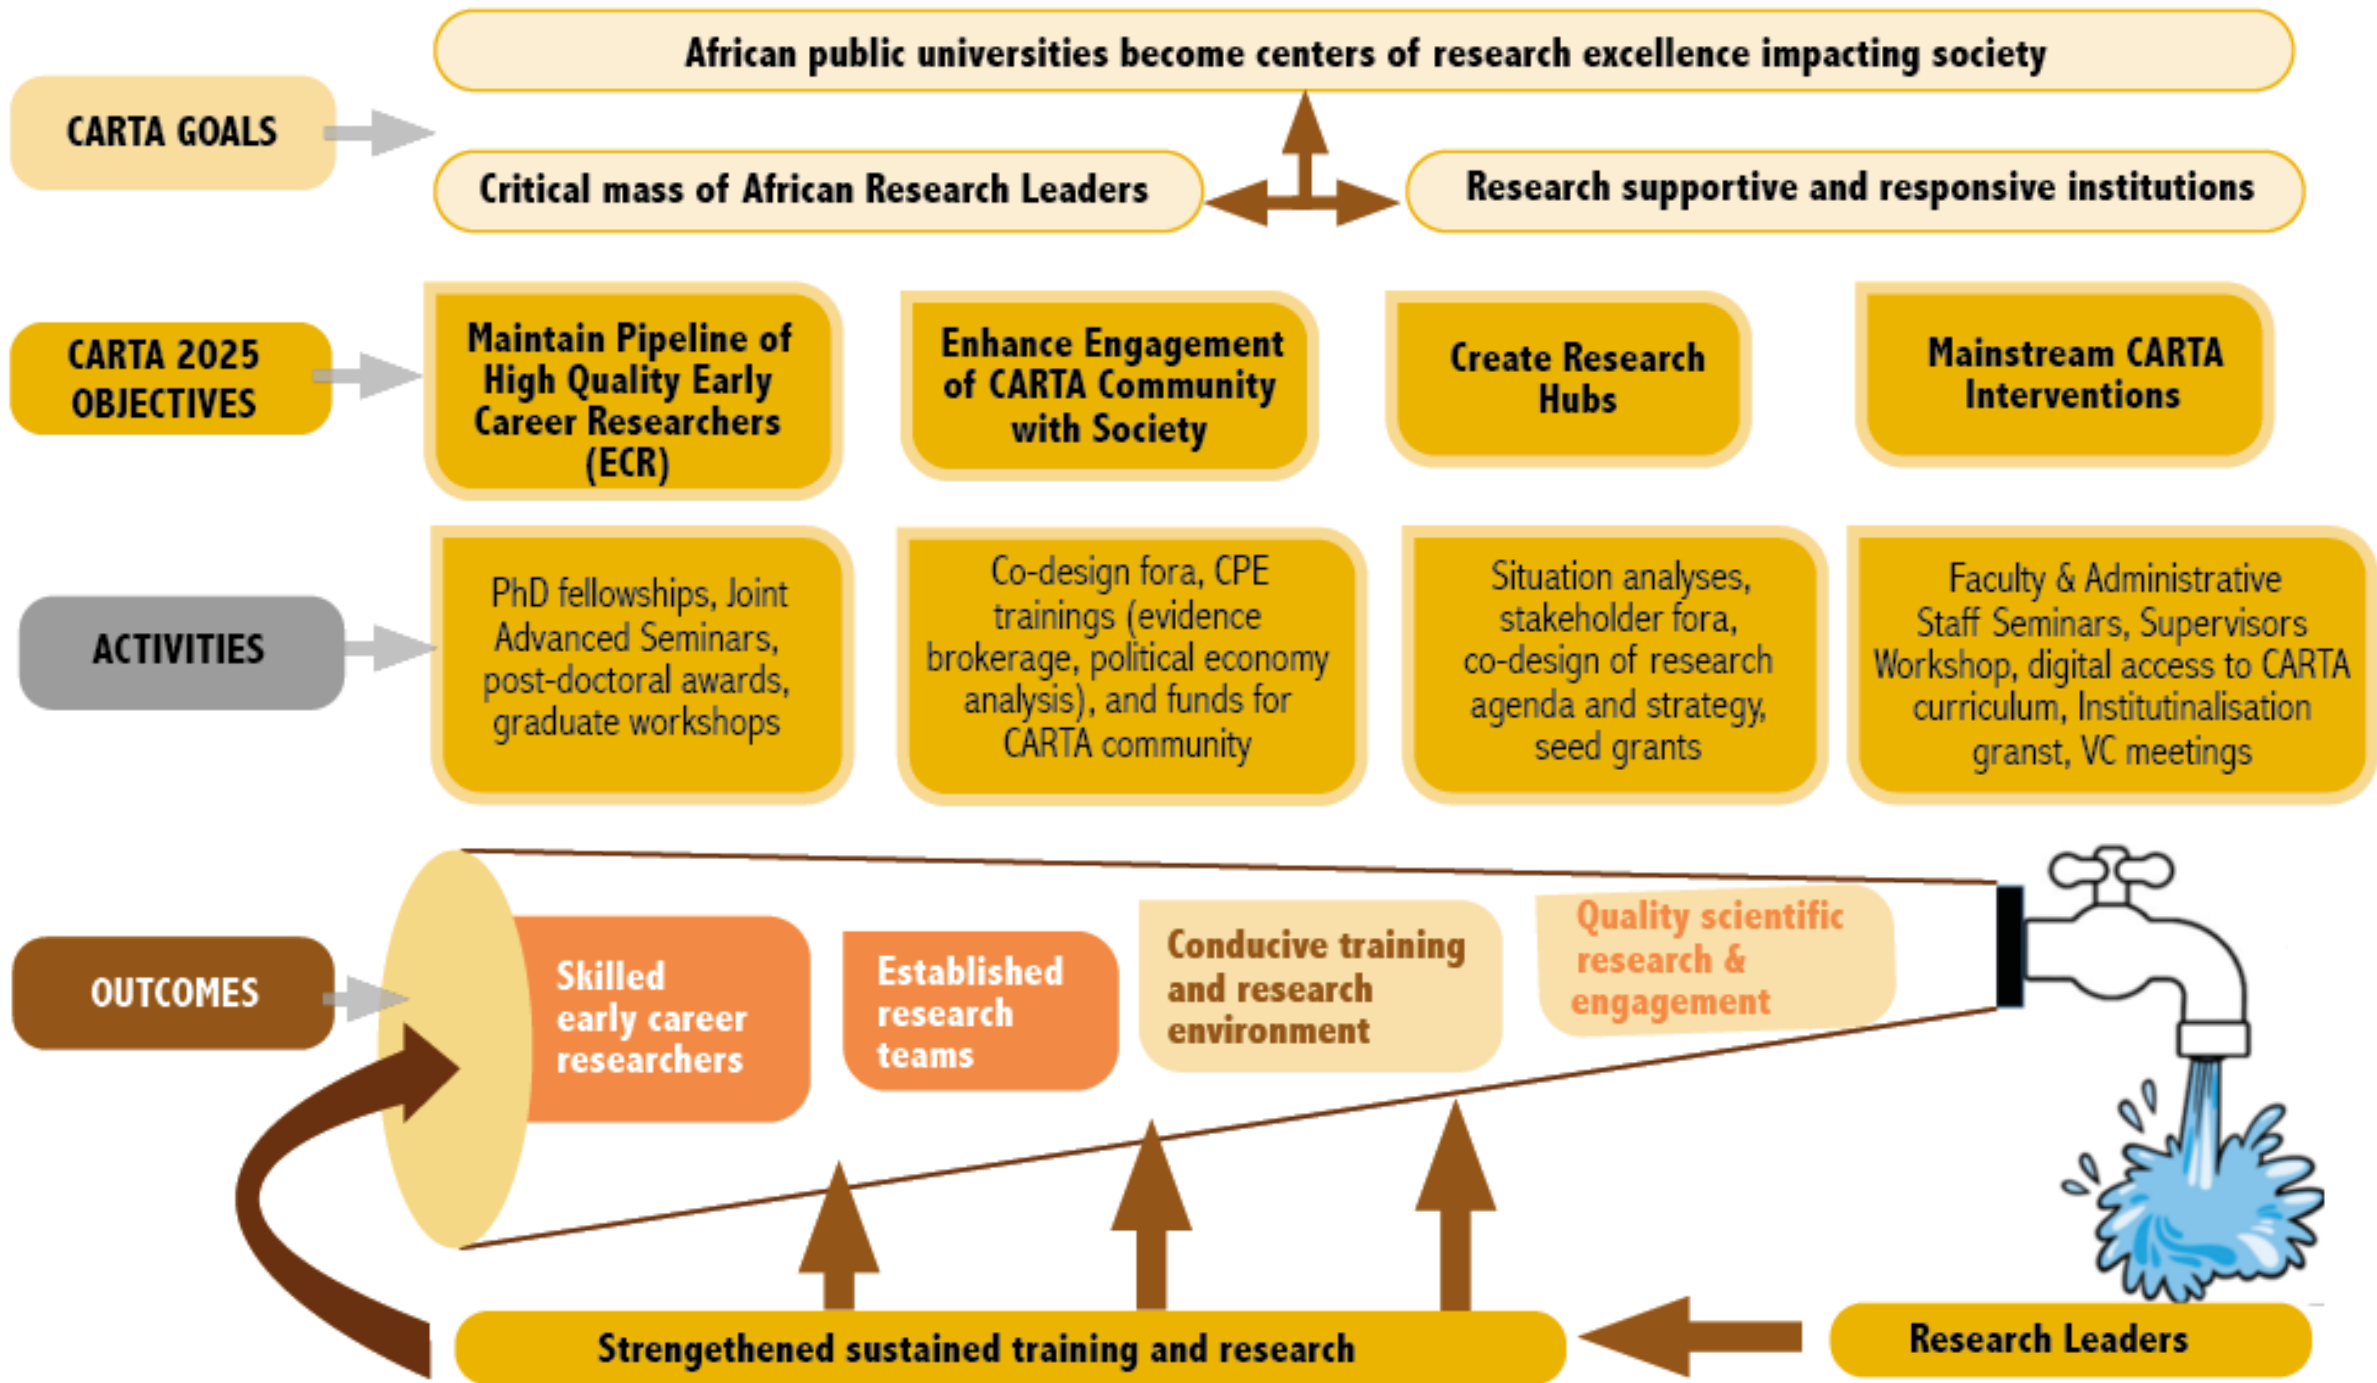 African public universities become centers of research excellence impacting society
CARTA GOALS
Critical mass of African Research Leaders
Research supportive and responsive institutions
CARTA 2025
OBJECTIVES
Maintain Pipeline of
High Quality Early
Career Researchers
(ECR)
Enhance Engagement
of CARTA Community
with Society
Create Research
Hubs
Mainstream CARTA
Interventions
ACTIVITIES
PhD fellowships, Joint
Advanced Seminars,
post-doctoral awards,
graduate workshops
Co-design fora, CPE
trainings (evidence
brokerage, political economy
analysis), and funds for
CARTA community
Situation analyses,
stakeholder fora,
co-design of research
agenda and strategy,
seed grants
Faculty & Administrative
Staff Seminars, Supervisors
Workshop, digital access to CARTA
curriculum, Institutinalisation
granst, VC meetings
OUTCOMES
Skilled
early career
researchers
Established
research
teams
Conducive training
and research
environment
Quality scientific
research &
engagement
Strengethened sustained training and research
Research Leaders